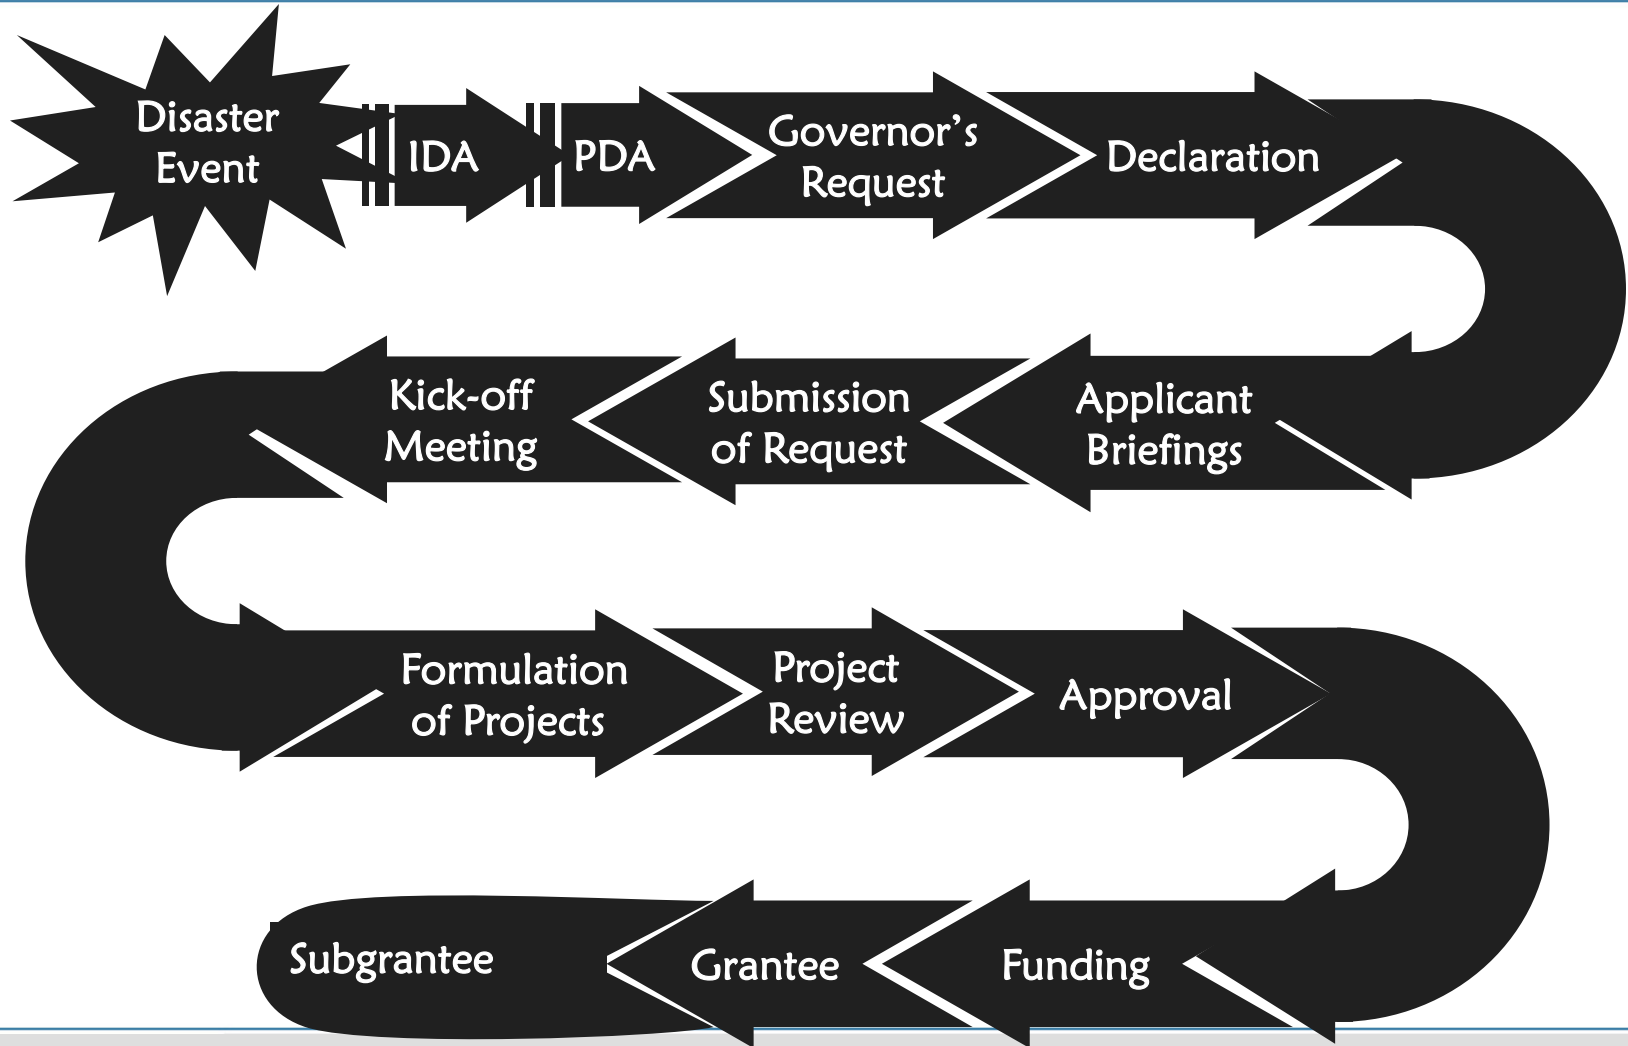 Disaster
Event
IDA
PDA
Governor’s
Request
Declaration
Applicant
Briefings
Submission
of Request
Kick-off
Meeting
Formulation
of Projects
Project
Review
Approval
Funding
Grantee
Subgrantee